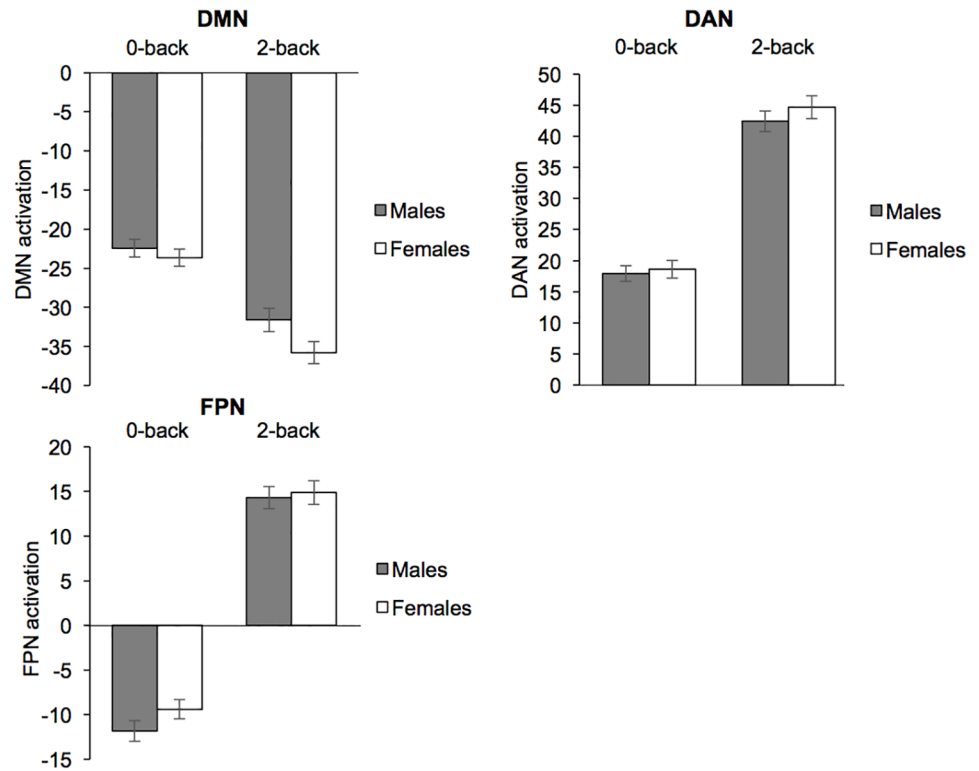 DMN
0-back 2-back
0
-5
-10
-15
-20
-25
-30
-35
-40
DMN activation
Males
Females
DAN
0-back 2-back
50
45
40
35
30
25
20
15
10
5
0
DAN activation
Males
Females
FPN
0-back 2-back
20
15
10
5
0
-5
-10
-15
FPN activation
Males
Females